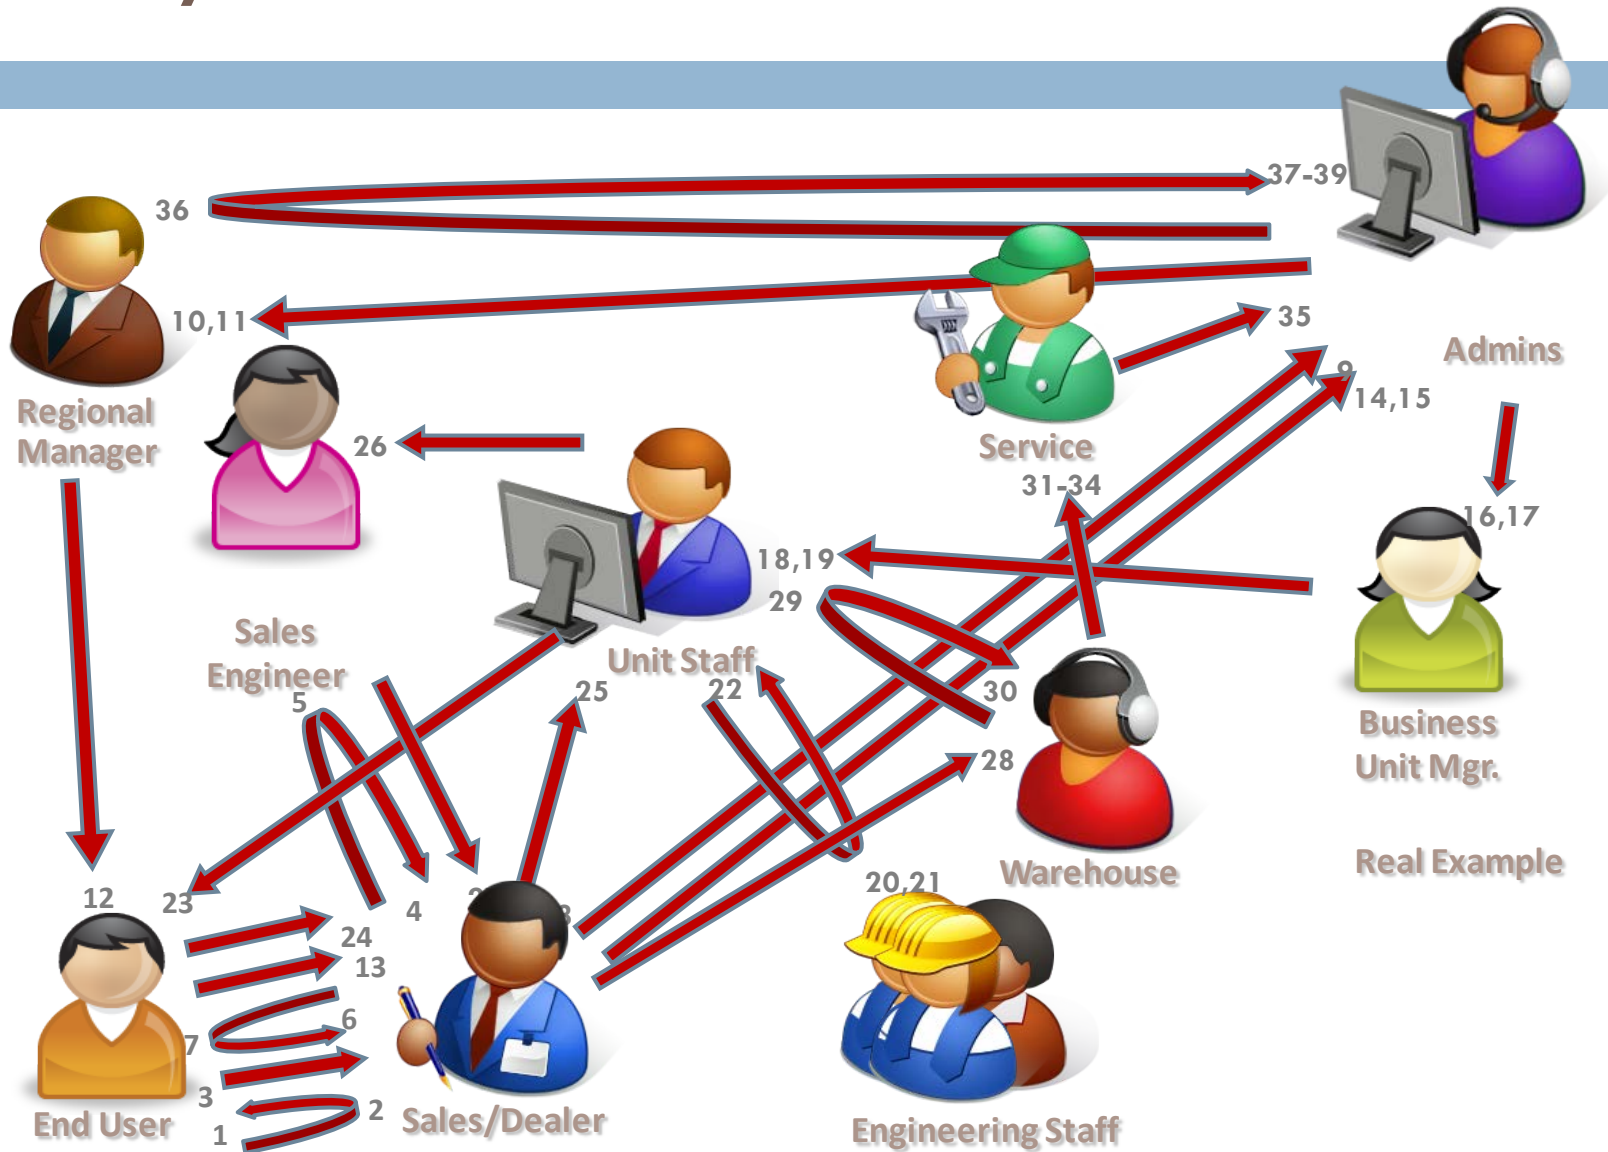 37-39
36
10,11
35
Admins
9
14,15
Regional
Manager
26
Service
31-34
16,17
18,19
29
Sales
Engineer
Unit Staff
5
25
22
30
28
Business
Unit Mgr.
Real Example
Warehouse
20,21
12
23
4
24
13
6
7
3
2
1
End User
Sales/Dealer
Engineering Staff